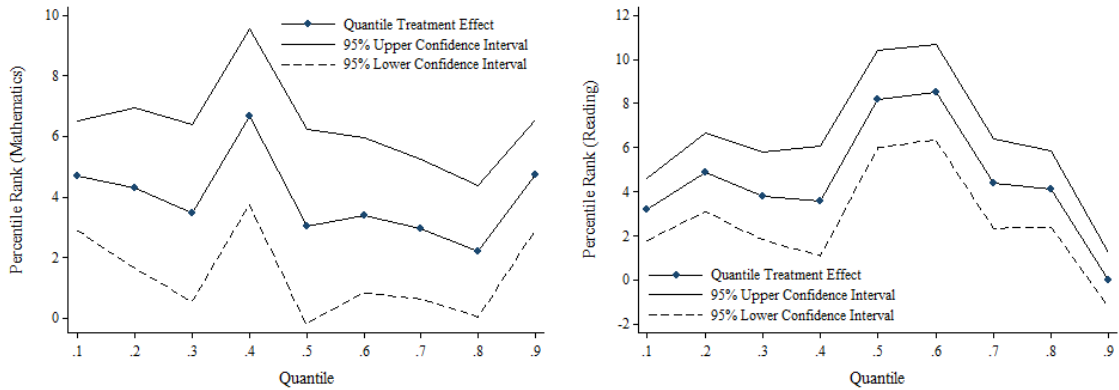 Percentile Rank (Mathematics)
10
8
6
4
2
0
Quantile Treatment Effect
95% Upper Confidence Interval
95% Lower Confidence Interval
.1 .2 .3 .4 .5 .6 .7 .8 .9
Quantile
Percentile Rank (Reading)
12
10
8
6
4
2
0
-2
Quantile Treatment Effect
95% Upper Confidence Interval
95% Lower Confidence Interval
.1 .2 .3 .4 .5 .6 .7 .8 .9
Quantile